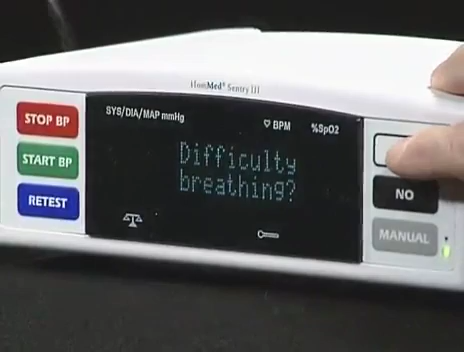 HomMed® Sentry III
STOP BP
START BP
RETEST
SYS/DIA/MAP mmHg
BPM
%SpO2
Difficulty
breathing?
NO
MANUAL